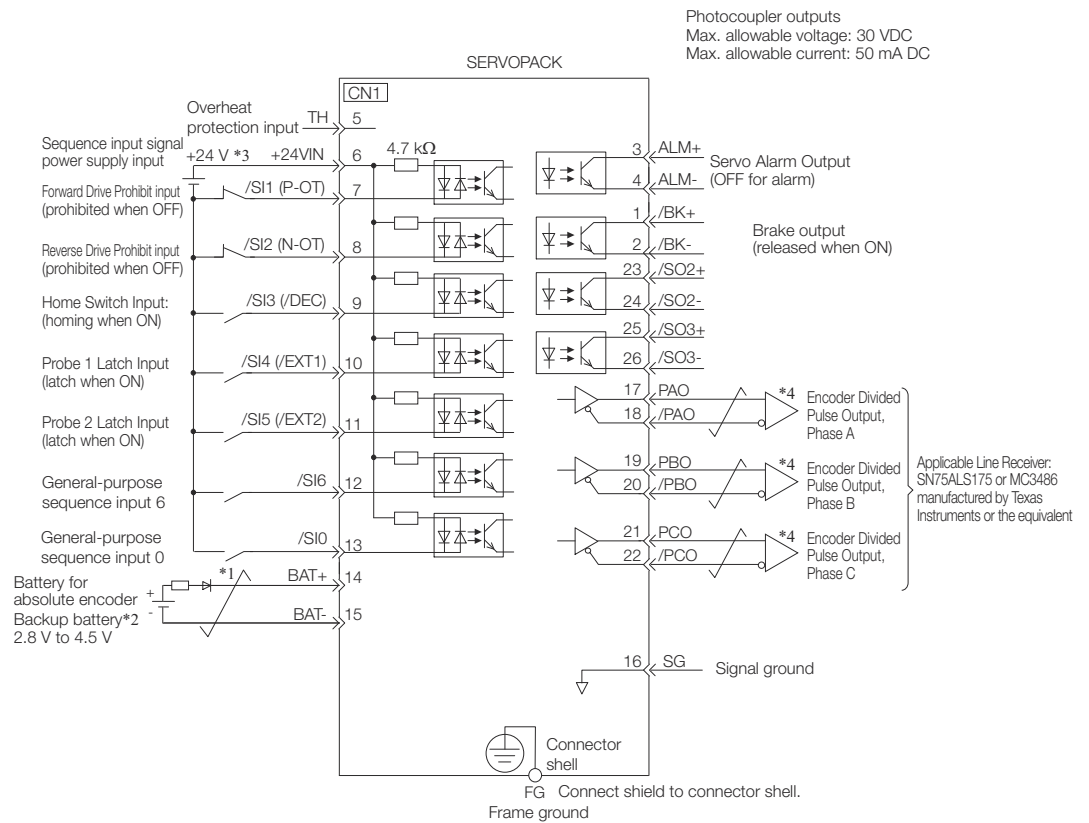 Photocoupler outputs
Max. allowable voltage: 30 VDC
Max. allowable current: 50 mA DC
SERVOPACK
CN1
Overheat
protection input
TH
5
Sequence input signal
power supply input
+24 V *3
+24VIN
6
4.7 kΩ
Forward Drive Prohibit input
(prohibited when OFF)
/SI1 (P-OT)
7
Reverse Drive Prohibit input
(prohibited when OFF)
/SI2 (N-OT)
8
Home Switch Input:
(homing when ON)
/SI3 (/DEC)
9
Probe 1 Latch Input
(latch when ON)
/SI4 (/EXT1)
10
Probe 2 Latch Input
(latch when ON)
/SI5 (/EXT2)
11
General-purpose
sequence input 6
/SI6
12
General-purpose
sequence input 0
/SI0
13
Battery for
absolute encoder
Backup battery*2
2.8 V to 4.5 V
+
-
*1
BAT+
14
BAT-
15
3
ALM+
4
ALM-
Servo Alarm Output
(OFF for alarm)
1
/BK+
2
/BK-
Brake output
(released when ON)
23
/SO2+
24
/SO2-
25
/SO3+
26
/SO3-
17
PAO
18
/PAO
*4
Encoder Divided
Pulse Output,
Phase A
19
PBO
20
/PBO
*4
Encoder Divided
Pulse Output,
Phase B
21
PCO
22
/PCO
*4
Encoder Divided
Pulse Output,
Phase C
Applicable Line Receiver:
SN75ALS175 or MC3486
manufactured by Texas
Instruments or the equivalent
16
SG
Signal ground
Connector
shell
FG
Connect shield to connector shell.
Frame ground